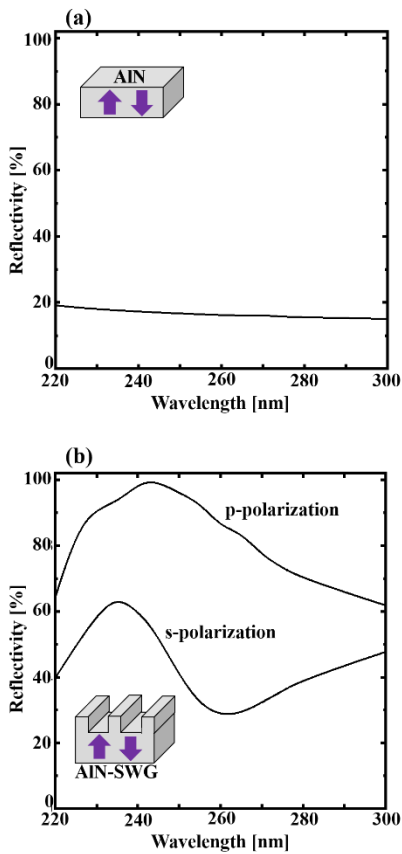 (a)
100
80
60
40
20
0
AlN
Reflectivity [%]
220 240 260 280 300
Wavelength [nm]
(b)
100
80
60
40
20
0
p-polarization
s-polarization
AlN-SWG
Reflectivity [%]
220 240 260 280 300
Wavelength [nm]